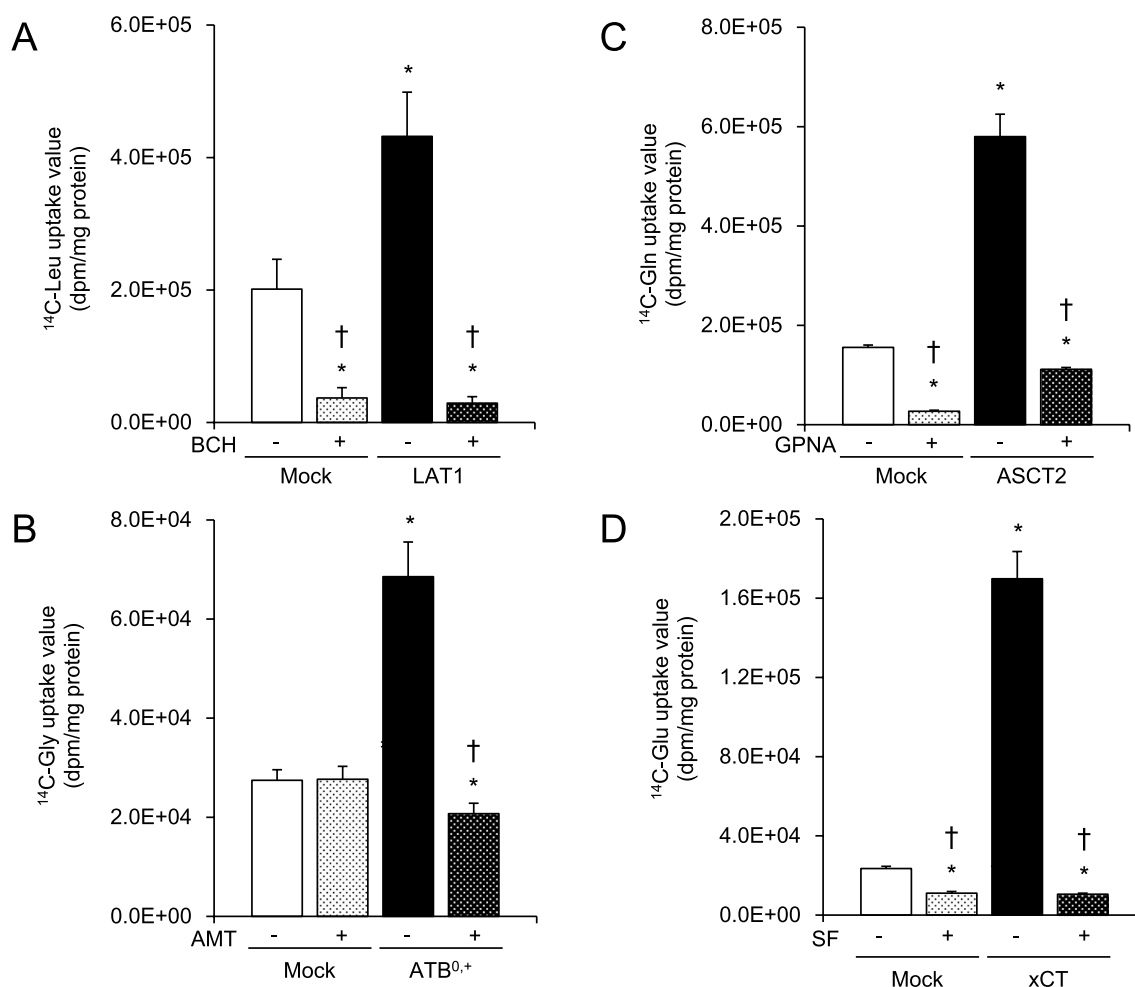 A
¹⁴C-Leu uptake value
(dpm/mg protein)
6.0E+05
4.0E+05
2.0E+05
0.0E+00
*
† †
* *
BCH - + - +
Mock LAT1
C
¹⁴C-Gln uptake value
(dpm/mg protein)
8.0E+05
6.0E+05
4.0E+05
2.0E+05
0.0E+00
*
†
† *
*
GPNA - + - +
Mock ASCT2
B
¹⁴C-Gly uptake value
(dpm/mg protein)
8.0E+04
6.0E+04
4.0E+04
2.0E+04
0.0E+00
*
†
*
AMT - + - +
Mock ATB⁰,⁺
D
¹⁴C-Glu uptake value
(dpm/mg protein)
2.0E+05
1.6E+05
1.2E+05
8.0E+04
4.0E+04
0.0E+00
*
† †
* *
SF - + - +
Mock xCT